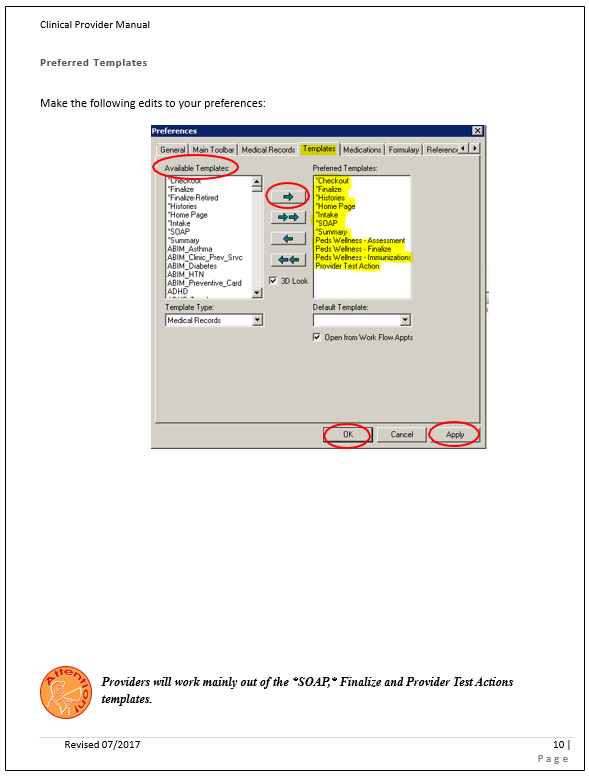 Clinical Provider Manual
Preferred Templates
Make the following edits to your preferences:
Preferences
General Main Toolbar Medical Records Templates Medications Formulary Referenc
Available Templates:
*Checkout
*Finalize
*Finalize-Retired
*Histories
*Home Page
*Intake
*SOAP
*Summary
ABIM_Asthma
ABIM_Clinic_Prev_Srvc
ABIM_Diabetes
ABIM_HTN
ABIM_Preventive_Card
ADHD
3D Look
Preferred Templates:
*Checkout
*Finalize
*Histories
*Home Page
*Intake
*SOAP
*Summary
Peds Wellness - Assessment
Peds Wellness - Finalize
Peds Wellness - Immunizations
Provider Test Action
Template Type:
Medical Records
Default Template:
Open from Work Flow Appts
OK Cancel Apply
Attention!
Providers will work mainly out of the *SOAP,* Finalize and Provider Test Actions
templates.
Revised 07/2017
10 |
Page